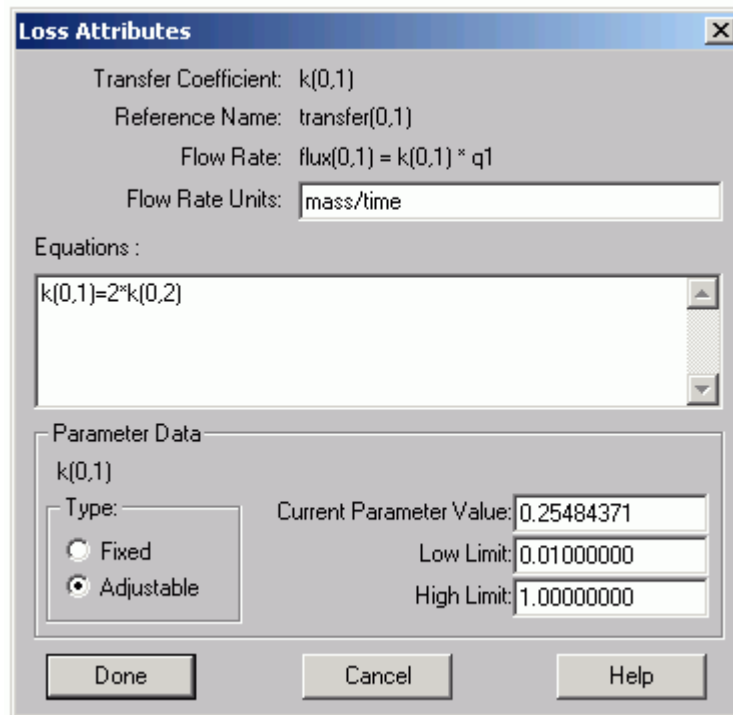 Loss Attributes
Transfer Coefficient: k(0,1)
Reference Name: transfer(0,1)
Flow Rate: flux(0,1) = k(0,1) * q1
Flow Rate Units: mass/time
Equations :
k(0,1)=2*k(0,2)
Parameter Data
k(0,1)
Type:
Fixed
Adjustable
Current Parameter Value: 0.25484371
Low Limit: 0.01000000
High Limit: 1.00000000
Done Cancel Help